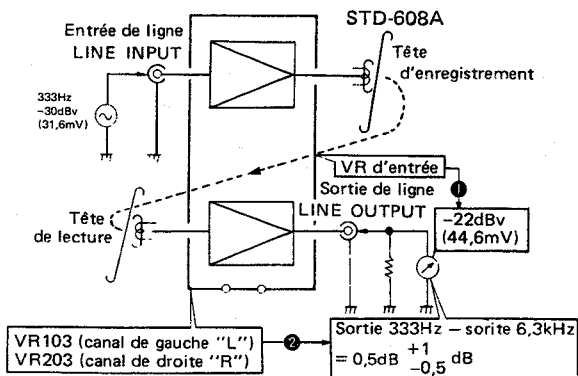 STD-608A
Entrée de ligne
LINE INPUT
Tête
d'enregistrement
333Hz
-30dBv
(31,6mV)
VR d'entrée
1
Sortie de ligne
LINE OUTPUT
-22dBv
(44,6mV)
Tête
de lecture
VR103 (canal de gauche "L")
VR203 (canal de droite "R")
2
Sortie 333Hz – sorite 6,3kHz
= 0,5dB +1 -0,5 dB